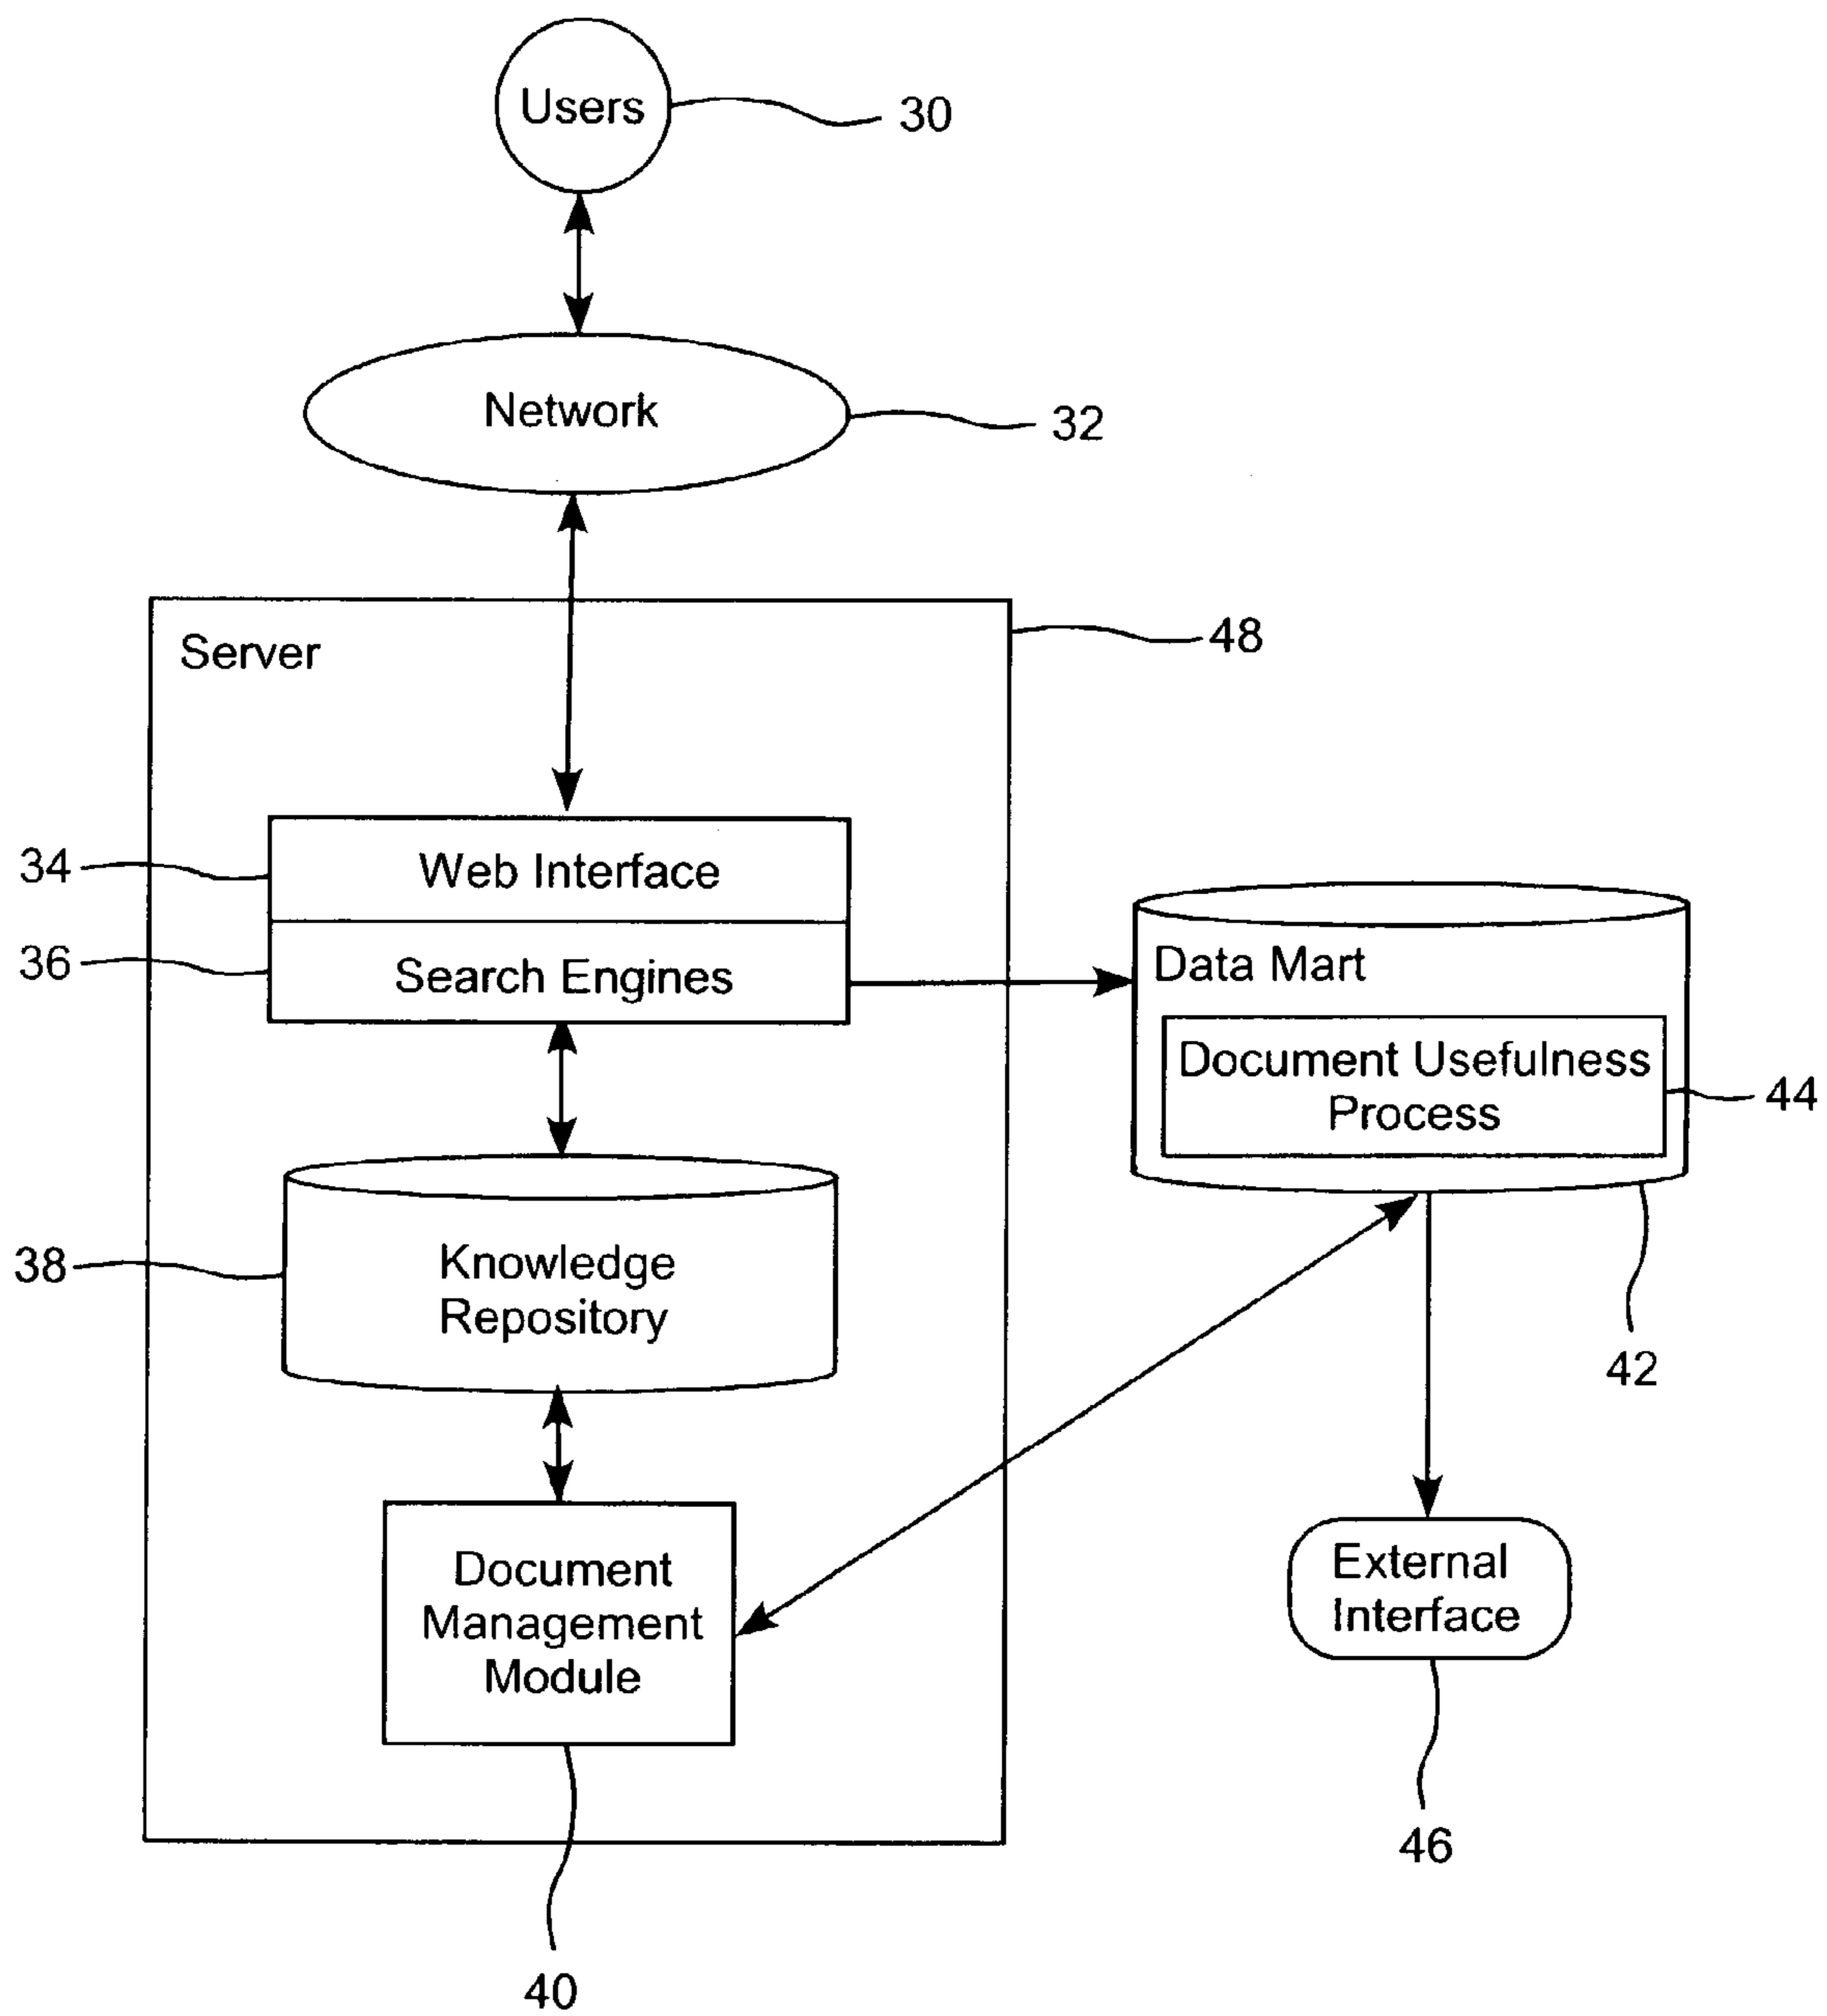 Users
30
Network
32
Server
48
34
Web Interface
36
Search Engines
Data Mart
Document Usefulness
Process
44
38
Knowledge
Repository
42
Document
Management
Module
External
Interface
46
40